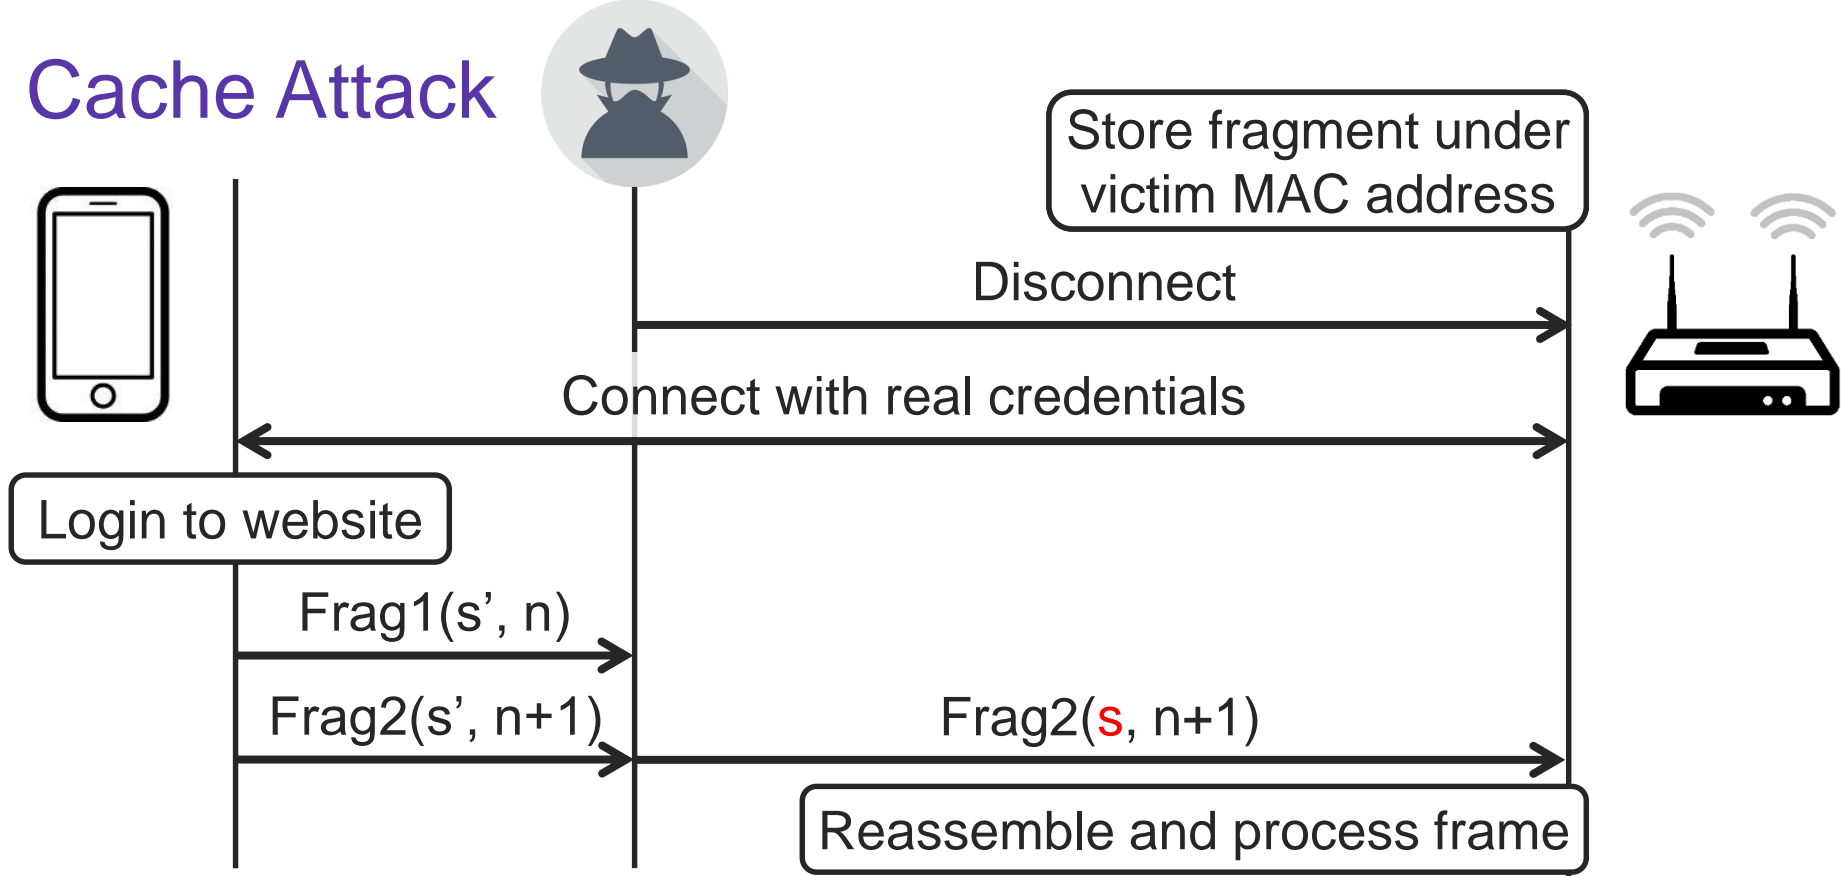 Cache Attack
Store fragment under
victim MAC address
Disconnect
Connect with real credentials
Login to website
Frag1(s’, n)
Frag2(s’, n+1)
Frag2(s, n+1)
Reassemble and process frame